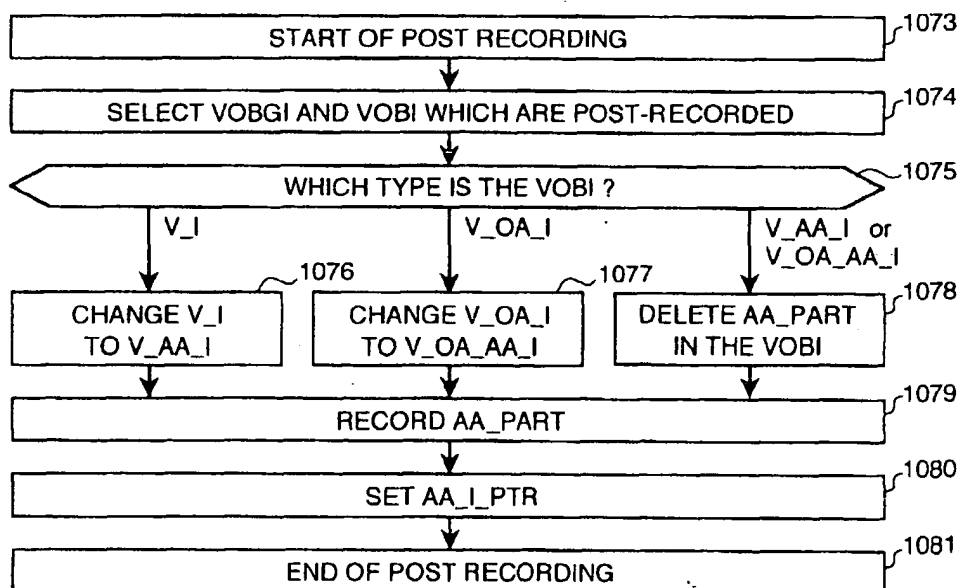 START OF POST RECORDING
1073
SELECT VOBGI AND VOBI WHICH ARE POST-RECORDED
1074
WHICH TYPE IS THE VOBI ?
1075
V_I
V_OA_I
V_AA_I or
V_OA_AA_I
1076
1077
1078
CHANGE V_I
TO V_AA_I
CHANGE V_OA_I
TO V_OA_AA_I
DELETE AA_PART
IN THE VOBI
RECORD AA_PART
1079
SET AA_I_PTR
1080
END OF POST RECORDING
1081